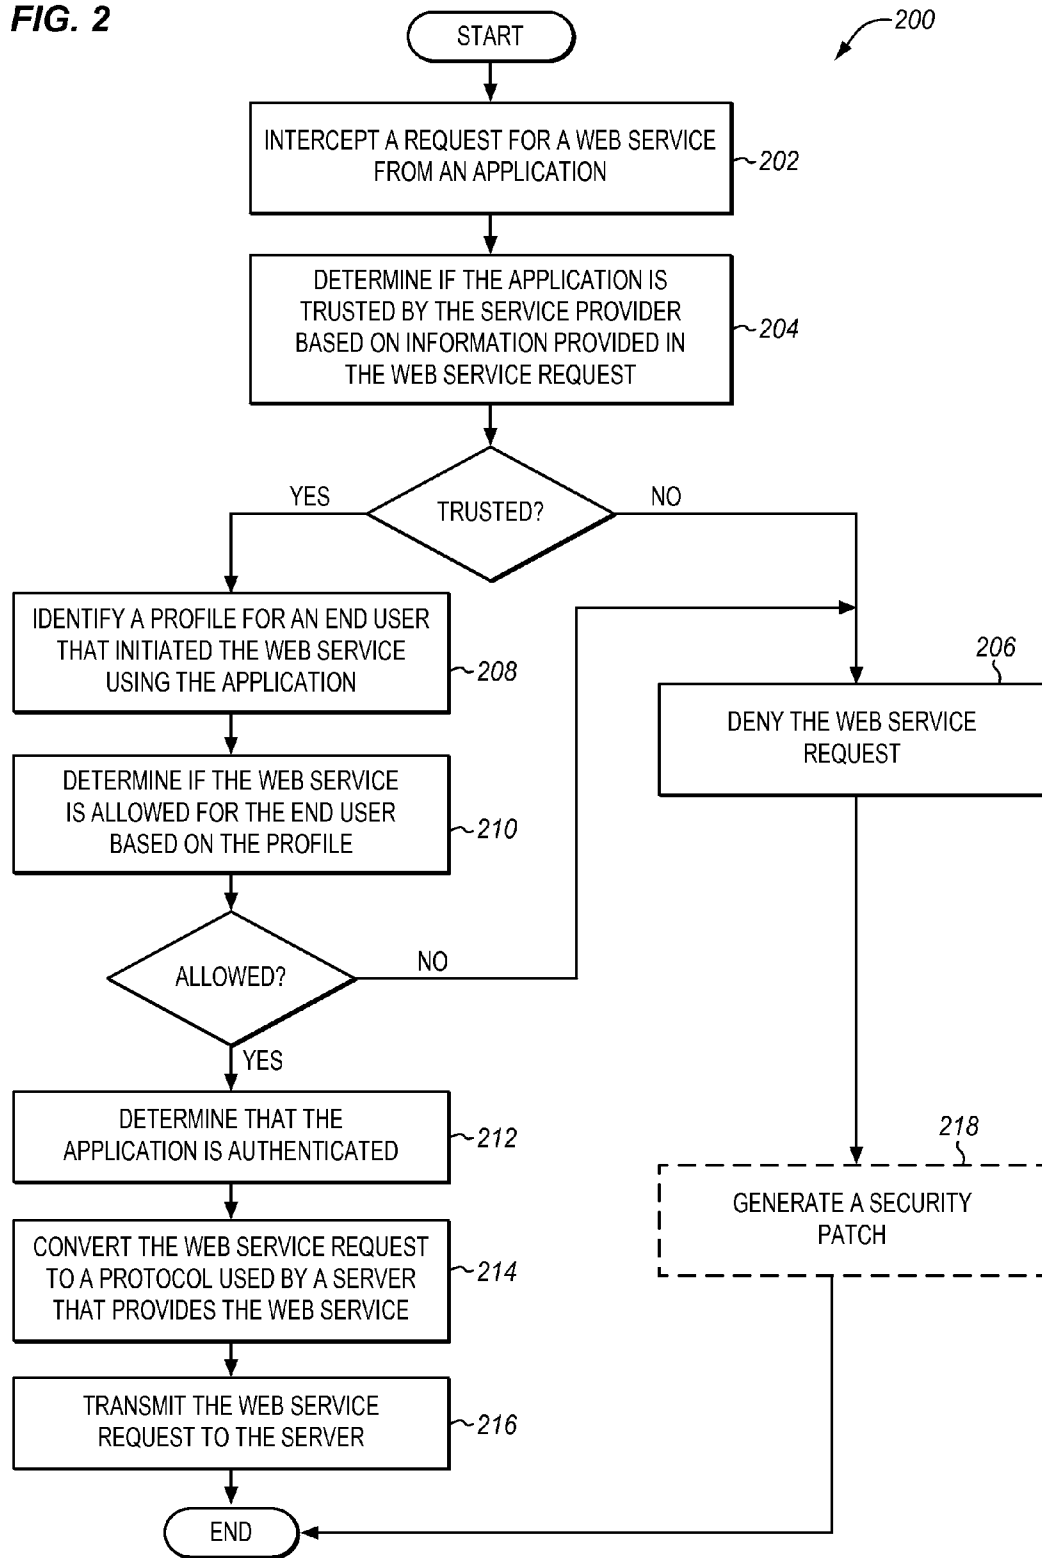 FIG. 2
START
200
INTERCEPT A REQUEST FOR A WEB SERVICE
FROM AN APPLICATION
202
DETERMINE IF THE APPLICATION IS
TRUSTED BY THE SERVICE PROVIDER
BASED ON INFORMATION PROVIDED IN
THE WEB SERVICE REQUEST
204
YES
TRUSTED?
NO
IDENTIFY A PROFILE FOR AN END USER
THAT INITIATED THE WEB SERVICE
USING THE APPLICATION
208
206
DENY THE WEB SERVICE
REQUEST
DETERMINE IF THE WEB SERVICE
IS ALLOWED FOR THE END USER
BASED ON THE PROFILE
210
ALLOWED?
NO
YES
DETERMINE THAT THE
APPLICATION IS AUTHENTICATED
212
218
GENERATE A SECURITY
PATCH
CONVERT THE WEB SERVICE REQUEST
TO A PROTOCOL USED BY A SERVER
THAT PROVIDES THE WEB SERVICE
214
TRANSMIT THE WEB SERVICE
REQUEST TO THE SERVER
216
END